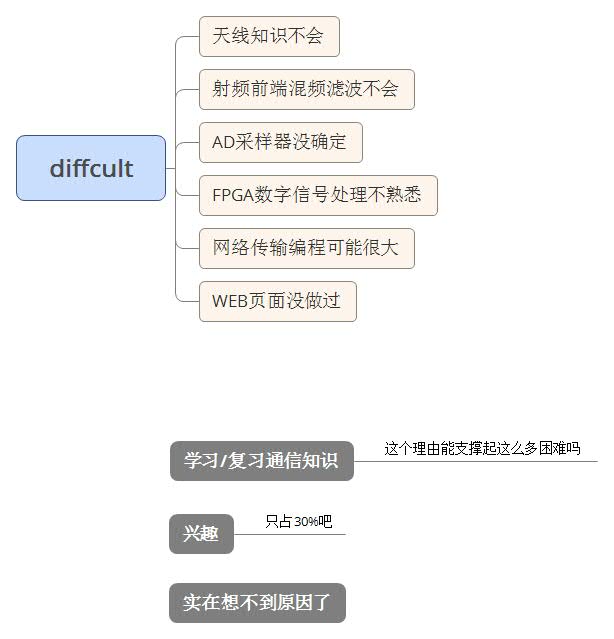 天线知识不会
射频前端混频滤波不会
AD采样器没确定
diffcult
FPGA数字信号处理不熟悉
网络传输编程可能很大
WEB页面没做过
学习/复习通信知识
这个理由能支撑起这么多困难吗
兴趣
只占30%吧
实在想不到原因了